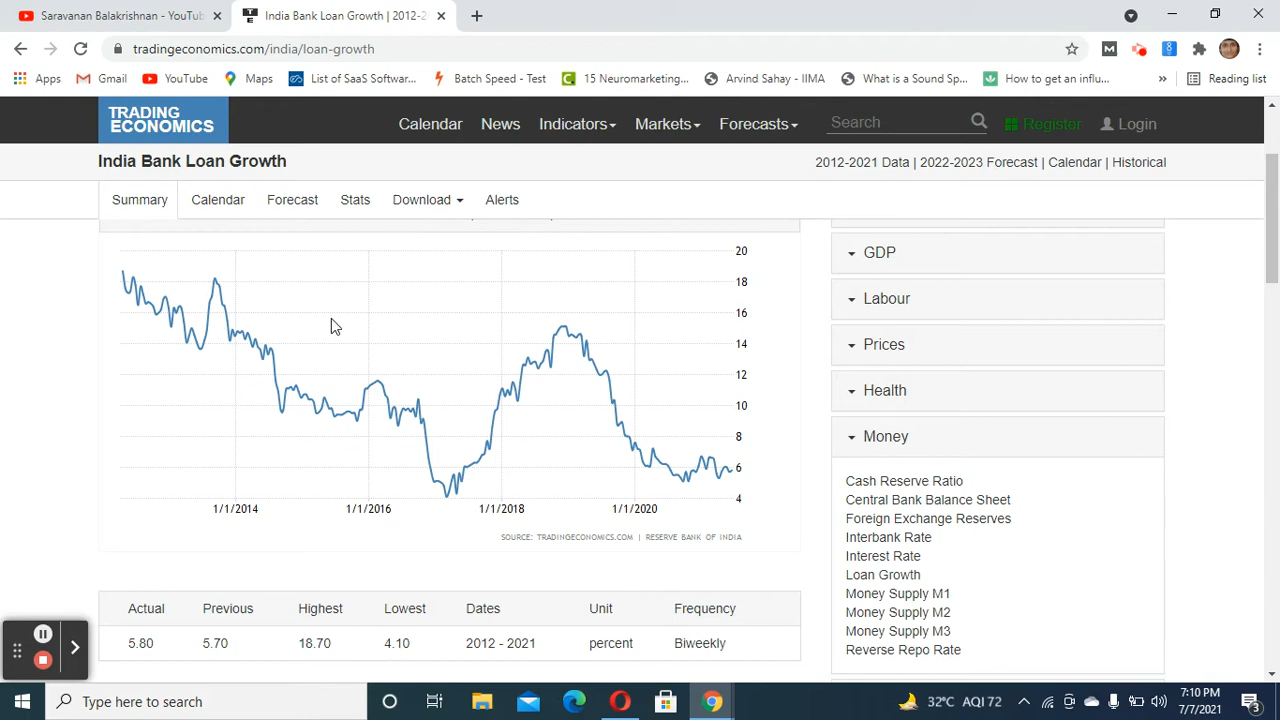 Saravanan Balakrishnan - YouTub
India Bank Loan Growth | 2012-2
tradingeconomics.com/india/loan-growth
Apps
Gmail
YouTube
Maps
List of SaaS Softwar...
Batch Speed - Test
15 Neuromarketing...
Arvind Sahay - IIMA
What is a Sound Sp...
How to get an influ...
»
Reading list
TRADING
ECONOMICS
Calendar
News
Indicators
Markets
Forecasts
Search
Register
Login
India Bank Loan Growth
2012-2021 Data | 2022-2023 Forecast | Calendar | Historical
Summary
Calendar
Forecast
Stats
Download
Alerts
20
18
16
14
12
10
8
6
4
1/1/2014
1/1/2016
1/1/2018
1/1/2020
SOURCE: TRADINGECONOMICS.COM | RESERVE BANK OF INDIA
GDP
Labour
Prices
Health
Money
Cash Reserve Ratio
Central Bank Balance Sheet
Foreign Exchange Reserves
Interbank Rate
Interest Rate
Loan Growth
Money Supply M1
Money Supply M2
Money Supply M3
Reverse Repo Rate
Actual Previous Highest Lowest Dates Unit Frequency
5.80 5.70 18.70 4.10 2012 - 2021 percent Biweekly
Type here to search
32°C AQI 72
7:10 PM
7/7/2021
3